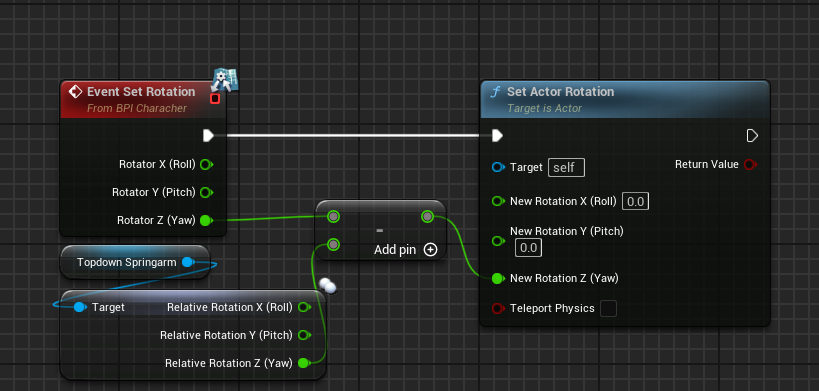 Event Set Rotation
From BPI Characher
Rotator X (Roll)
Rotator Y (Pitch)
Rotator Z (Yaw)
Topdown Springarm
Target
Relative Rotation X (Roll)
Relative Rotation Y (Pitch)
Relative Rotation Z (Yaw)
-
Add pin
f Set Actor Rotation
Target is Actor
Target self
Return Value
New Rotation X (Roll) 0.0
New Rotation Y (Pitch)
0.0
New Rotation Z (Yaw)
Teleport Physics